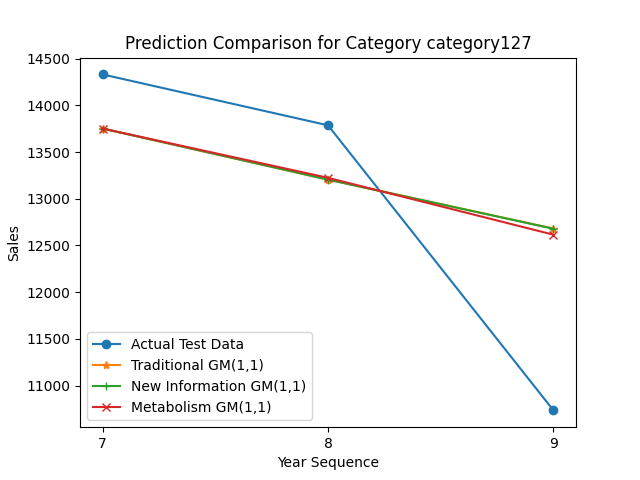 Prediction Comparison for Category category127
14500
14000
13500
13000
12500
12000
11500
11000
Sales
Actual Test Data
Traditional GM(1,1)
New Information GM(1,1)
Metabolism GM(1,1)
7
8
9
Year Sequence